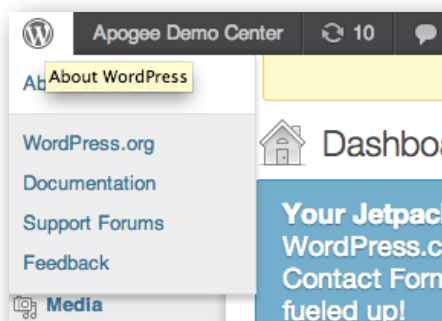 Apogee Demo Center 10
Ab
About WordPress
WordPress.org
Documentation
Support Forums
Feedback
Media
Dashboa
Your Jetpack
WordPress.c
Contact Form
fueled up!